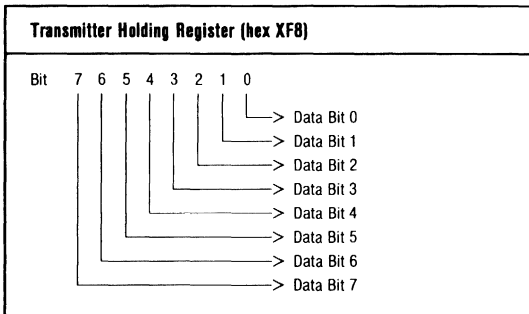 Transmitter Holding Register (hex XF8)
Bit 7 6 5 4 3 2 1 0
Data Bit 0
Data Bit 1
Data Bit 2
Data Bit 3
Data Bit 4
Data Bit 5
Data Bit 6
Data Bit 7